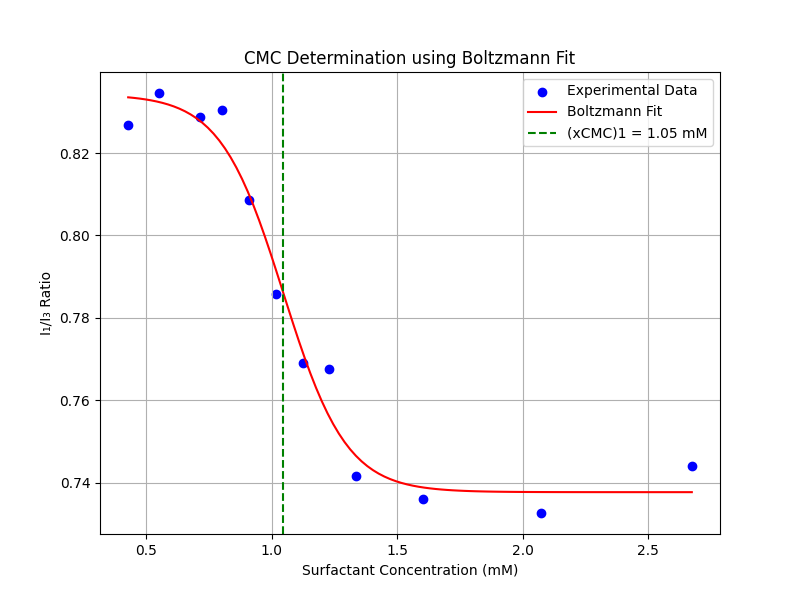 CMC Determination using Boltzmann Fit
Experimental Data
Boltzmann Fit
(xCMC)1 = 1.05 mM
I₁/I₃ Ratio
0.82
0.80
0.78
0.76
0.74
0.5
1.0
1.5
2.0
2.5
Surfactant Concentration (mM)